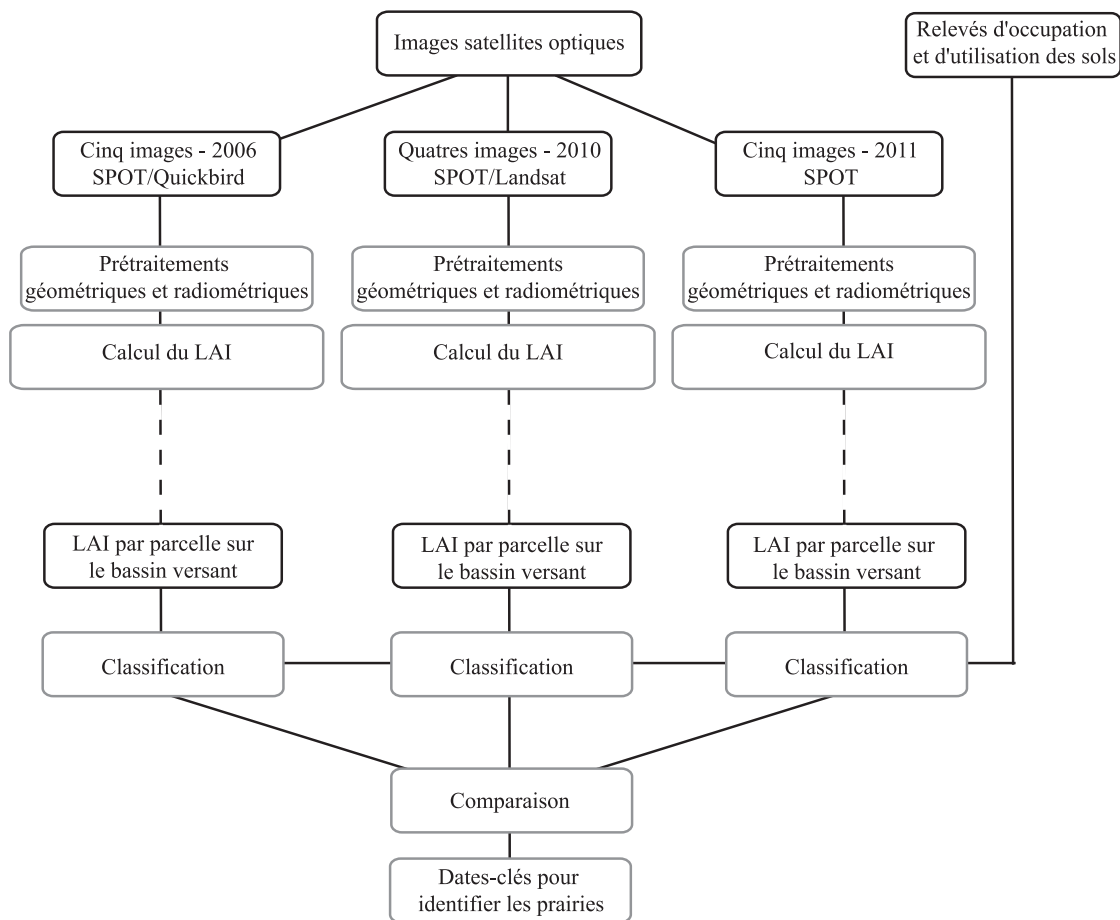 Images satellites optiques
Relevés d'occupation
et d'utilisation des sols
Cinq images - 2006
SPOT/Quickbird
Quatres images - 2010
SPOT/Landsat
Cinq images - 2011
SPOT
Prétraitements
géométriques et radiométriques
Prétraitements
géométriques et radiométriques
Prétraitements
géométriques et radiométriques
Calcul du LAI
Calcul du LAI
Calcul du LAI
LAI par parcelle sur
le bassin versant
LAI par parcelle sur
le bassin versant
LAI par parcelle sur
le bassin versant
Classification
Classification
Classification
Comparaison
Dates-clés pour
identifier les prairies